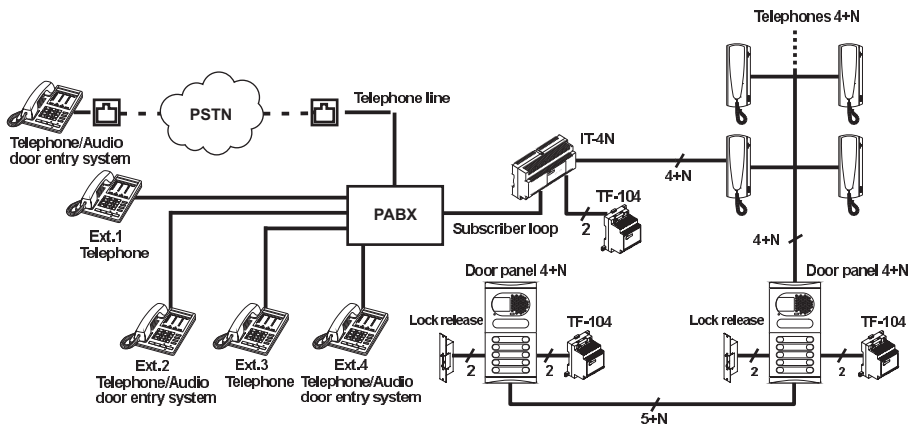 Telephones 4+N
PSTN
Telephone line
Telephone/Audio
door entry system
IT-4N
4+N
TF-104
2
PABX
Subscriber loop
Ext.1
Telephone
4+N
Door panel 4+N
Door panel 4+N
Lock release
TF-104
Lock release
TF-104
2
2
2
2
Ext.2
Telephone/Audio
door entry system
Ext.3
Telephone
Ext.4
Telephone/Audio
door entry system
5+N